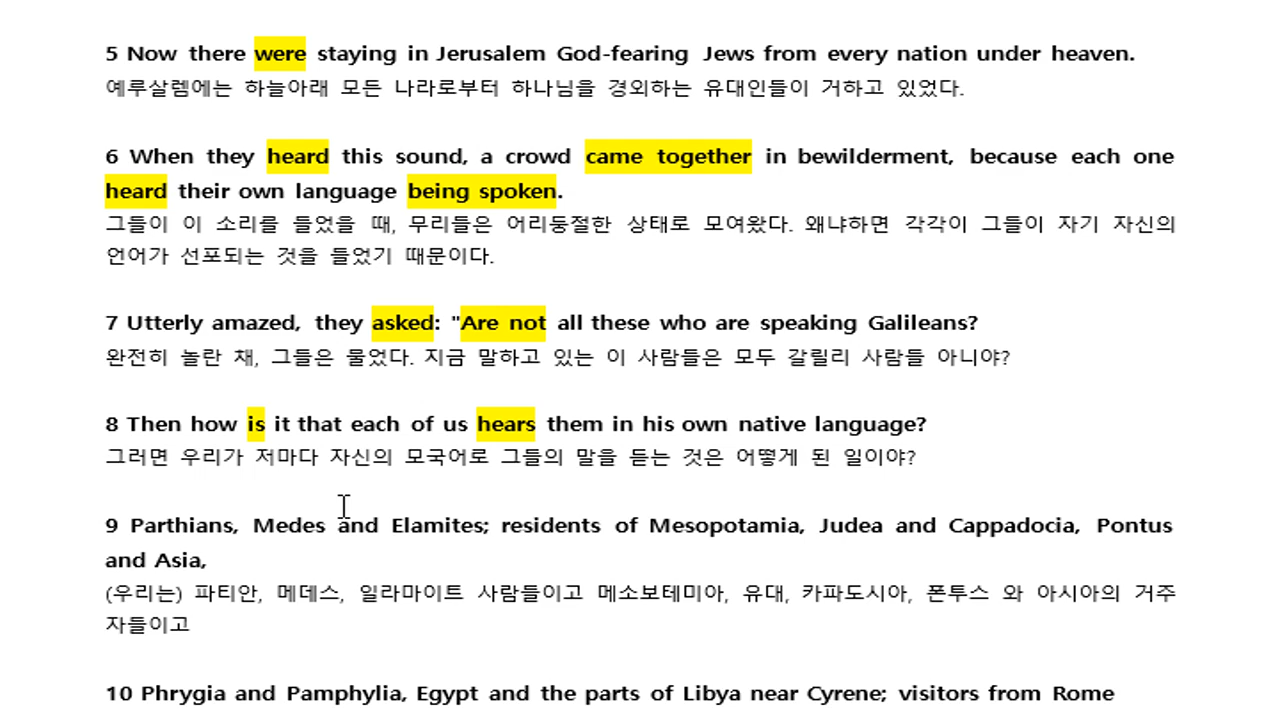 5 Now there were staying in Jerusalem God-fearing Jews from every nation under heaven.
예루살렘에는 하늘아래 모든 나라로부터 하나님을 경외하는 유대인들이 거하고 있었다.
6 When they heard this sound, a crowd came together in bewilderment, because each one
heard their own language being spoken.
그들이 이 소리를 들었을 때, 무리들은 어리둥절한 상태로 모여왔다. 왜냐하면 각각이 그들이 자기 자신의
언어가 선포되는 것을 들었기 때문이다.
7 Utterly amazed, they asked: "Are not all these who are speaking Galileans?
완전히 놀란 채, 그들은 물었다. 지금 말하고 있는 이 사람들은 모두 갈릴리 사람들 아니야?
8 Then how is it that each of us hears them in his own native language?
그러면 우리가 저마다 자신의 모국어로 그들의 말을 듣는 것은 어떻게 된 일이야?
9 Parthians, Medes and Elamites; residents of Mesopotamia, Judea and Cappadocia, Pontus
and Asia,
(우리는) 파티안, 메데스, 일라마이트 사람들이고 메소보테미아, 유대, 카파도시아, 폰투스 와 아시아의 거주
자들이고
10 Phrygia and Pamphylia, Egypt and the parts of Libya near Cyrene; visitors from Rome